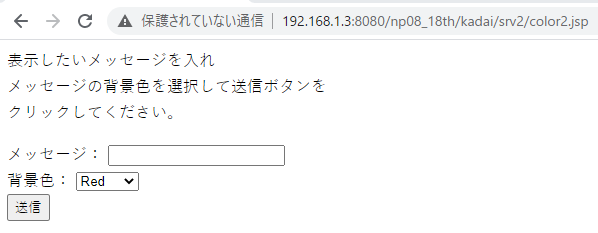 保護されていない通信 192.168.1.3:8080/np08_18th/kadai/srv2/color2.jsp
表示したいメッセージを入れ
メッセージの背景色を選択して送信ボタンを
クリックしてください。
メッセージ：
背景色： Red
送信